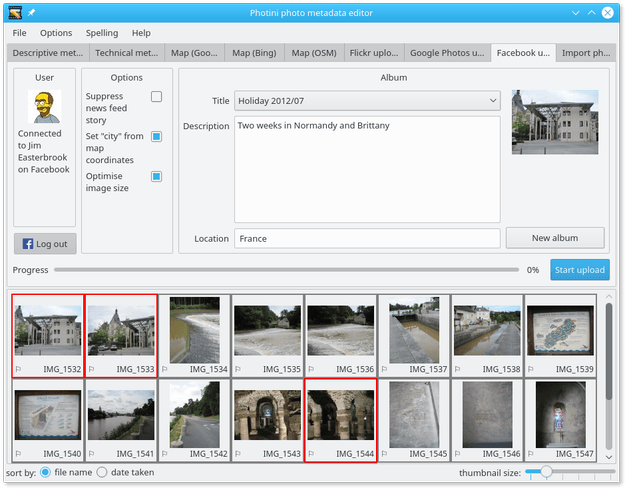 Photini photo metadata editor
File Options Spelling Help
Descriptive met... Technical met... Map (Goo... Map (Bing) Map (OSM) Flickr uplo... Google Photos u... Facebook u... Import ph...
User
Connected
to Jim
Easterbrook
on Facebook
Log out
Options
Suppress
news feed
story
Set "city" from
map
coordinates
Optimise
image size
Album
Title Holiday 2012/07
Description Two weeks in Normandy and Brittany
Location France
New album
Progress 0% Start upload
IMG_1532 IMG_1533 IMG_1534 IMG_1535 IMG_1536 IMG_1537 IMG_1538 IMG_1539
IMG_1540 IMG_1541 IMG_1542 IMG_1543 IMG_1544 IMG_1545 IMG_1546 IMG_1547
sort by: file name date taken thumbnail size: